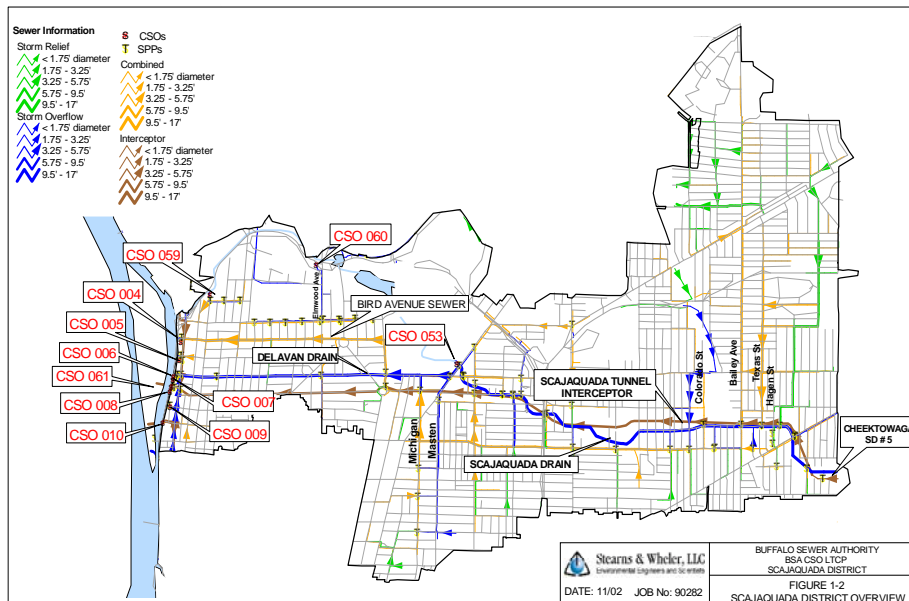 Sewer Information
Storm Relief
< 1.75' diameter
1.75' - 3.25'
3.25' - 5.75'
5.75' - 9.5'
9.5' - 17'
Storm Overflow
< 1.75' diameter
1.75' - 3.25'
3.25' - 5.75'
5.75' - 9.5'
9.5' - 17'
S CSOs
T SPPs
Combined
< 1.75' diameter
1.75' - 3.25'
3.25' - 5.75'
5.75' - 9.5'
9.5' - 17'
Interceptor
< 1.75' diameter
1.75' - 3.25'
3.25' - 5.75'
5.75' - 9.5'
9.5' - 17'
CSO 059
CSO 060
CSO 004
CSO 005
CSO 006
CSO 061
CSO 008
CSO 010
CSO 007
CSO 009
CSO 053
Elmwood Ave
BIRD AVENUE SEWER
DELAVAN DRAIN
Michigan
Masten
SCAJAQUADA TUNNEL
INTERCEPTOR
SCAJAQUADA DRAIN
Colorado St
Bailey Ave
Texas St
Hagen St
CHEEKTOWAGA
SD # 5
Stearns & Wheler, LLC
Environmental Engineers and Scientists
DATE: 11/02 JOB No: 90282
BUFFALO SEWER AUTHORITY
BSA CSO LTCP
SCAJAQUADA DISTRICT
FIGURE 1-2
SCAJAQUADA DISTRICT OVERVIEW